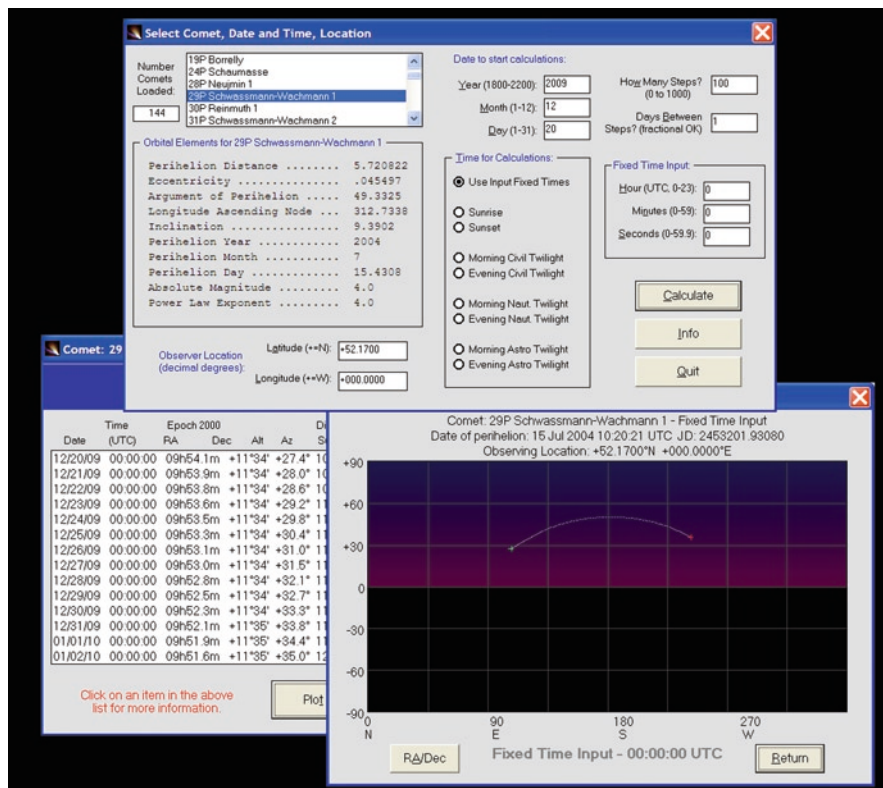 Select Comet, Date and Time, Location
Number
Comets
Loaded:
144
19P Borrelly
24P Schaumasse
28P Neujmin 1
29P Schwassmann-Wachmann 1
30P Reinmuth 1
31P Schwassmann-Wachmann 2
Orbital Elements for 29P Schwassmann-Wachmann 1
Perihelion Distance ........ 5.720822
Eccentricity ............... .045497
Argument of Perihelion ..... 49.3325
Longitude Ascending Node ... 312.7338
Inclination ................ 9.3902
Perihelion Year ............ 2004
Perihelion Month ........... 7
Perihelion Day ............. 15.4308
Absolute Magnitude ......... 4.0
Power Law Exponent ......... 4.0
Observer Location
(decimal degrees):
Latitude (+=N): +52.1700
Longitude (+=W): +000.0000
Date to start calculations:
Year (1800-2200): 2009
Month (1-12): 12
Day (1-31): 20
How Many Steps?
(0 to 1000)
100
Days Between
Steps? (fractional OK)
1
Time for Calculations:
Use Input Fixed Times
Sunrise
Sunset
Morning Civil Twilight
Evening Civil Twilight
Morning Naut. Twilight
Evening Naut. Twilight
Morning Astro Twilight
Evening Astro Twilight
Fixed Time Input:
Hour (UTC, 0-23): 0
Minutes (0-59): 0
Seconds (0-59.9): 0
Calculate
Info
Quit
Comet: 29
Time Epoch 2000
Date (UTC) RA Dec Alt Az
12/20/09 00:00:00 09h54.1m +11°34' +27.4° 10
12/21/09 00:00:00 09h53.9m +11°34' +28.0° 10
12/22/09 00:00:00 09h53.8m +11°34' +28.6° 10
12/23/09 00:00:00 09h53.6m +11°34' +29.2° 11
12/24/09 00:00:00 09h53.5m +11°34' +29.8° 11
12/25/09 00:00:00 09h53.3m +11°34' +30.4° 11
12/26/09 00:00:00 09h53.1m +11°34' +31.0° 11
12/27/09 00:00:00 09h53.0m +11°34' +31.5° 11
12/28/09 00:00:00 09h52.8m +11°34' +32.1° 11
12/29/09 00:00:00 09h52.5m +11°34' +32.7° 11
12/30/09 00:00:00 09h52.3m +11°34' +33.3° 11
12/31/09 00:00:00 09h52.1m +11°35' +33.8° 11
01/01/10 00:00:00 09h51.9m +11°35' +34.4° 11
01/02/10 00:00:00 09h51.6m +11°35' +35.0° 12
Click on an item in the above
list for more information.
Plot
Comet: 29P Schwassmann-Wachmann 1 - Fixed Time Input
Date of perihelion: 15 Jul 2004 10:20:21 UTC JD: 2453201.93080
Observing Location: +52.1700°N +000.0000°E
+90
+60
+30
0
-30
-60
-90
0 90 180 270
N E S W
RA/Dec
Fixed Time Input - 00:00:00 UTC
Return